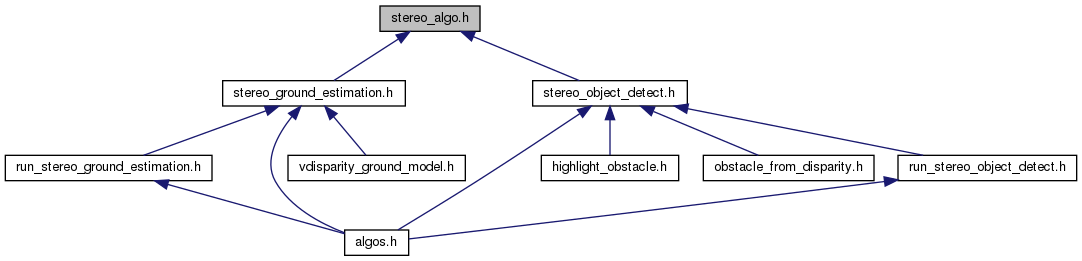 stereo_algo.h
stereo_ground_estimation.h
stereo_object_detect.h
run_stereo_ground_estimation.h
vdisparity_ground_model.h
highlight_obstacle.h
obstacle_from_disparity.h
run_stereo_object_detect.h
algos.h